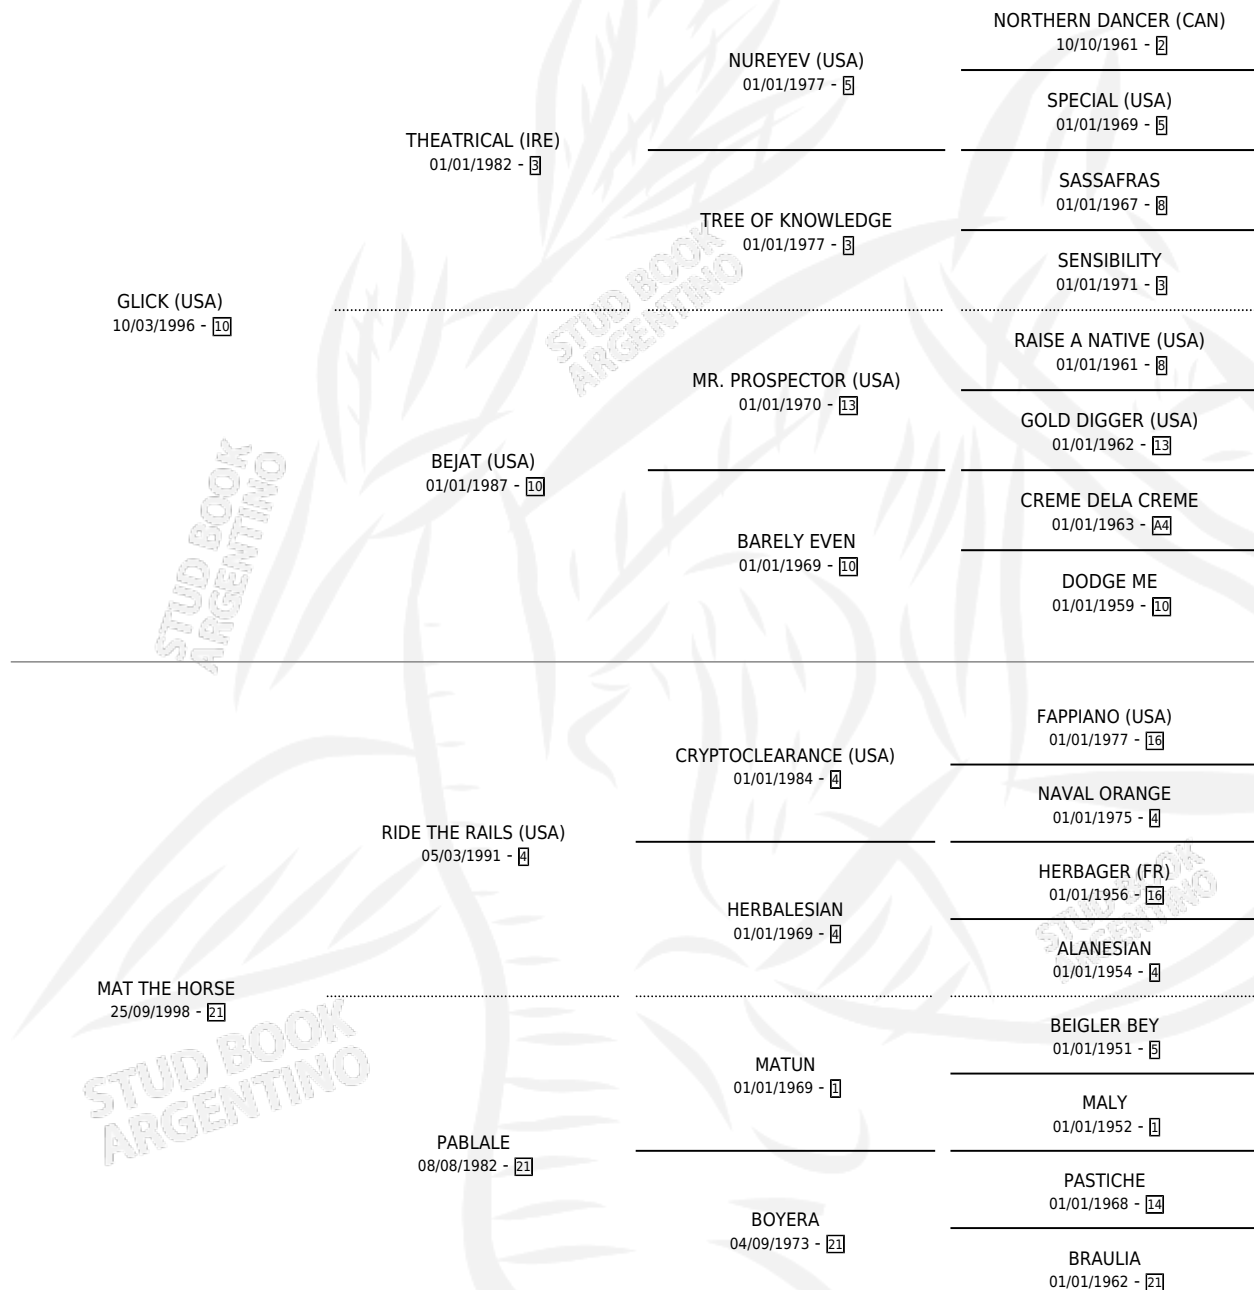 NORTHERN DANCER (CAN)
10/10/1961 - 2
NUREYEV (USA)
01/01/1977 - 5
SPECIAL (USA)
01/01/1969 - 5
THEATRICAL (IRE)
01/01/1982 - 3
SASSAFRAS
01/01/1967 - 8
TREE OF KNOWLEDGE
01/01/1977 - 3
SENSIBILITY
01/01/1971 - 3
GLICK (USA)
10/03/1996 - 10
RAISE A NATIVE (USA)
01/01/1961 - 8
MR. PROSPECTOR (USA)
01/01/1970 - 13
GOLD DIGGER (USA)
01/01/1962 - 13
BEJAT (USA)
01/01/1987 - 10
CREME DELA CREME
01/01/1963 - A4
BARELY EVEN
01/01/1969 - 10
DODGE ME
01/01/1959 - 10
STUD BOOK
ARGENTINO
STUD BOOK
ARGENTINO
FAPPIANO (USA)
01/01/1977 - 16
CRYPTOCLEARANCE (USA)
01/01/1984 - 4
NAVAL ORANGE
01/01/1975 - 4
RIDE THE RAILS (USA)
05/03/1991 - 4
HERBAGER (FR)
01/01/1956 - 16
HERBALESIAN
01/01/1969 - 4
ALANESIAN
01/01/1954 - 4
MAT THE HORSE
25/09/1998 - 21
BEIGLER BEY
01/01/1951 - 5
MATUN
01/01/1969 - 1
MALY
01/01/1952 - 1
PABLALE
08/08/1982 - 21
PASTICHE
01/01/1968 - 14
BOYERA
04/09/1973 - 21
BRAULIA
01/01/1962 - 21
STUD BOOK
ARGENTINO
STUD BOOK
ARGENTINO